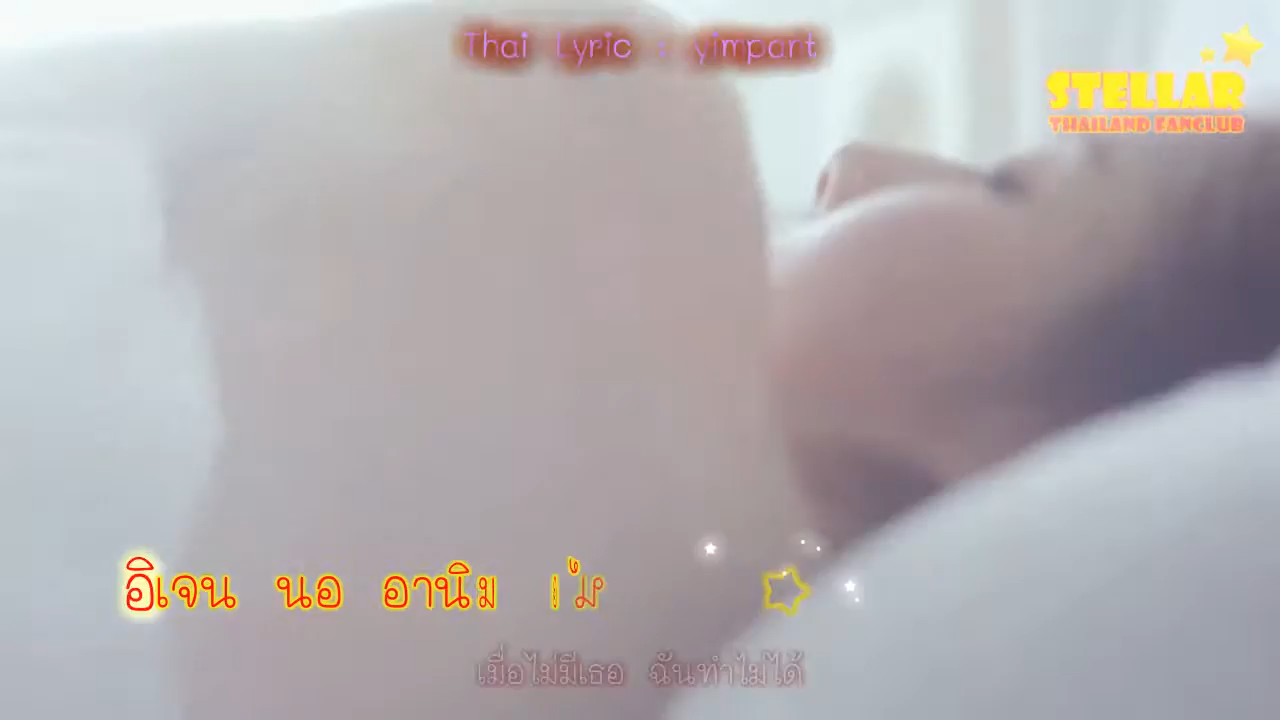 Thai Lyric : yimpart
STELLAR
THAILAND FANCLUB
อีเจน นอ อานิม
เมื่อไม่มีเธอ ฉันทำไม่ได้